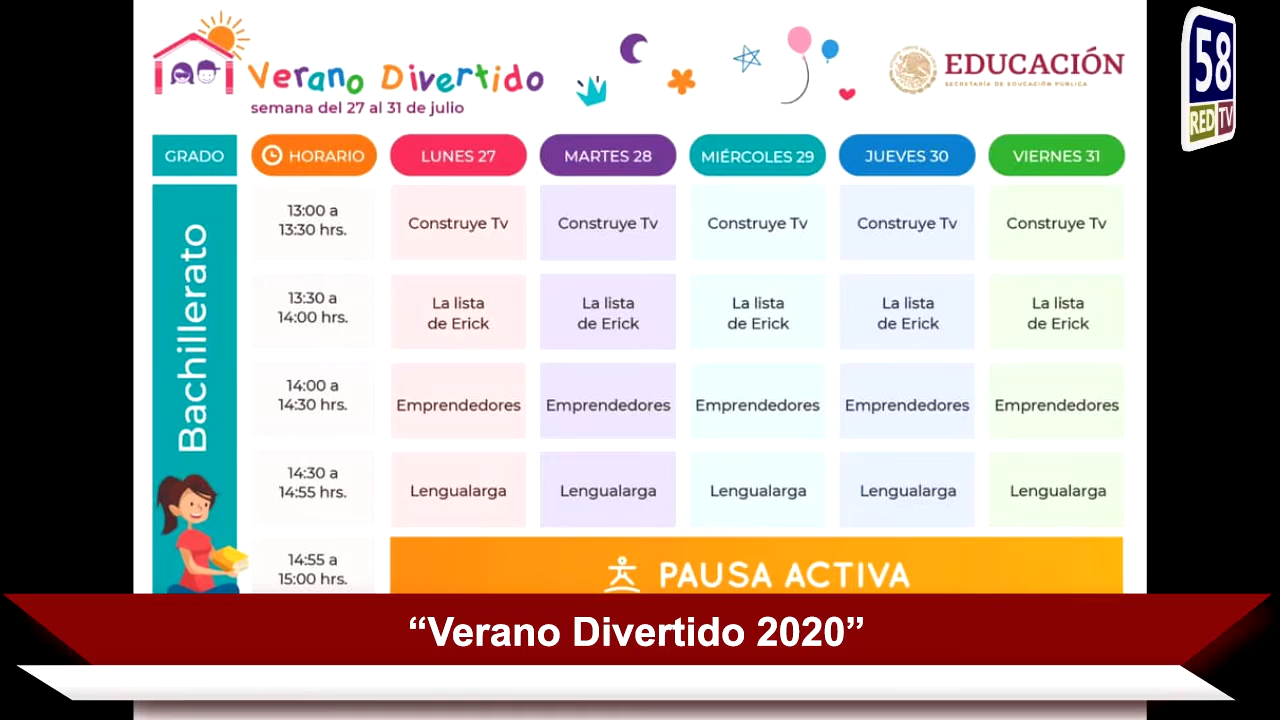 Verano Divertido
semana del 27 al 31 de julio
EDUCACIÓN
SECRETARÍA DE EDUCACIÓN PÚBLICA
58
RED TV
GRADO HORARIO LUNES 27 MARTES 28 MIÉRCOLES 29 JUEVES 30 VIERNES 31
Bachillerato
13:00 a
13:30 hrs.
Construye Tv Construye Tv Construye Tv Construye Tv Construye Tv
13:30 a
14:00 hrs.
La lista La lista La lista La lista La lista
de Erick de Erick de Erick de Erick de Erick
14:00 a
14:30 hrs.
Emprendedores Emprendedores Emprendedores Emprendedores Emprendedores
14:30 a
14:55 hrs.
Lengualarga Lengualarga Lengualarga Lengualarga Lengualarga
14:55 a
15:00 hrs.
PAUSA ACTIVA
“Verano Divertido 2020”